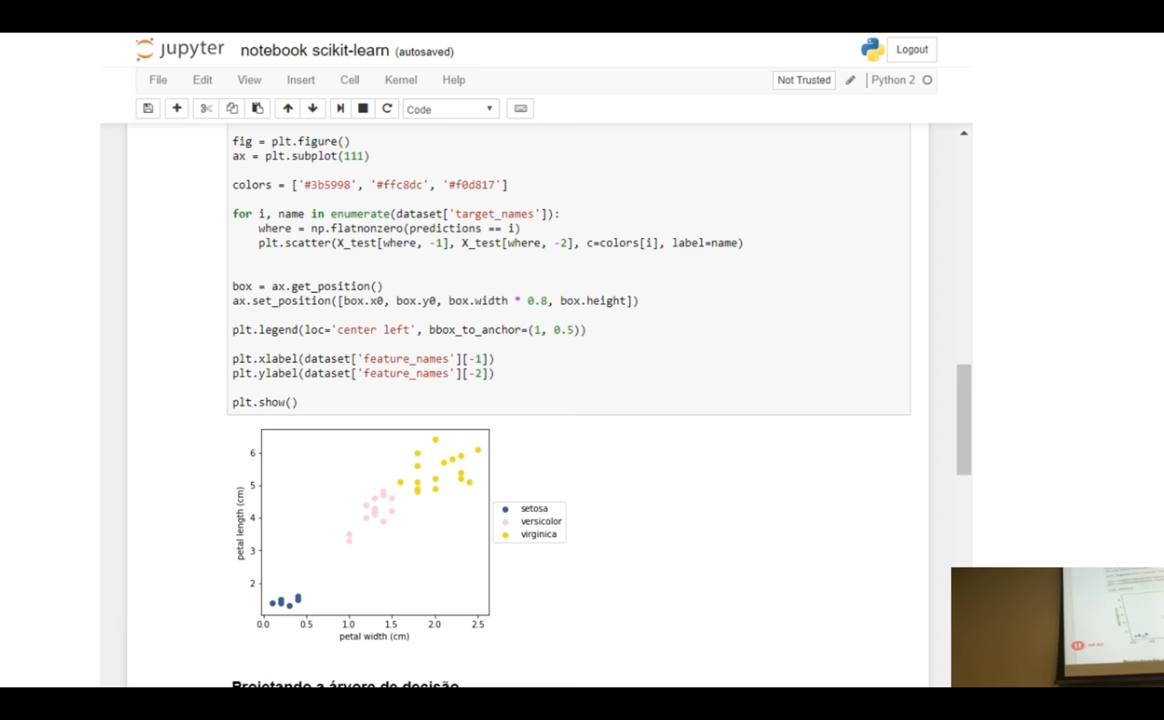 jupyter notebook scikit-learn (autosaved)
Logout
File Edit View Insert Cell Kernel Help
Not Trusted
Python 2
Code
fig = plt.figure()
ax = plt.subplot(111)
colors = ['#3b5998', '#ffc8dc', '#f0d817']
for i, name in enumerate(dataset['target_names']):
    where = np.flatnonzero(predictions == i)
    plt.scatter(X_test[where, -1], X_test[where, -2], c=colors[i], label=name)
box = ax.get_position()
ax.set_position([box.x0, box.y0, box.width * 0.8, box.height])
plt.legend(loc='center left', bbox_to_anchor=(1, 0.5))
plt.xlabel(dataset['feature_names'][-1])
plt.ylabel(dataset['feature_names'][-2])
plt.show()
6
5
4
3
2
petal length (cm)
0.0 0.5 1.0 1.5 2.0 2.5
petal width (cm)
setosa
versicolor
virginica
Projetando a árvore de decisão